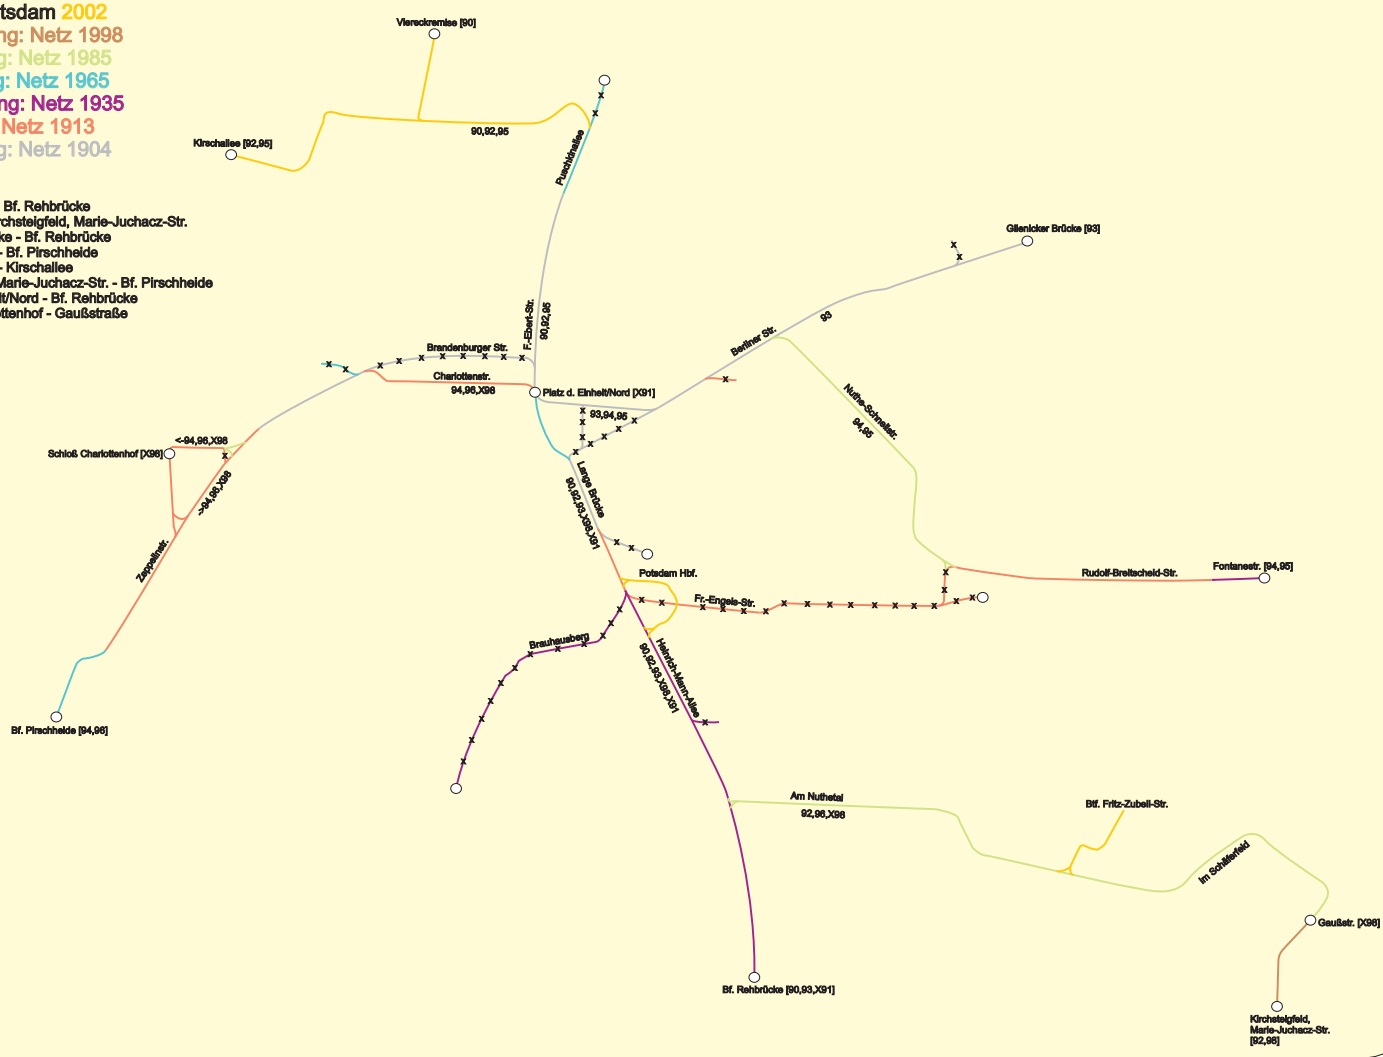 tsdam 2002
ng: Netz 1998
g: Netz 1985
g: Netz 1965
ng: Netz 1935
Netz 1913
g: Netz 1904
Bf. Rehbrücke
rchsteigfeld, Marie-Juchacz-Str.
ke - Bf. Rehbrücke
- Bf. Pirschheide
- Kirschallee
Marie-Juchacz-Str. - Bf. Pirschheide
it/Nord - Bf. Rehbrücke
ottenhof - Gaußstraße
Viereckremise [90]
Kirschallee [92,95]
90,92,95
Puschkinallee
Glienicker Brücke [93]
F.-Ebert-Str.
90,92,95
93
Berliner Str.
Brandenburger Str.
Charlottenstr.
94,96,X98
Platz d. Einheit/Nord [X91]
93,94,95
Nuthe-Schnellstr.
94,95
<-94,96,X98
Schloß Charlottenhof [X98]
->94,96,X98
Lange Brücke
90,92,93,X98,X91
Zeppelinstr.
Potsdam Hbf.
Fr.-Engels-Str.
Rudolf-Breitscheid-Str.
Fontanestr. [94,95]
Brauhausberg
Heinrich-Mann-Allee
90,92,93,X98,X91
Bf. Pirschheide [94,96]
Am Nuthetal
92,96,X98
Btf. Fritz-Zubeil-Str.
Im Schäferfeld
Gaußstr. [X98]
Bf. Rehbrücke [90,93,X91]
Kirchsteigfeld,
Marie-Juchacz-Str.
[92,96]